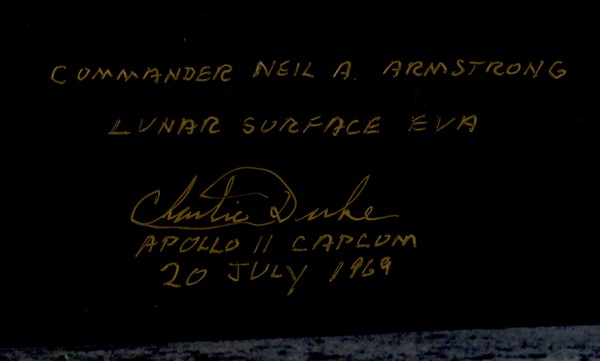 COMMANDER NEIL A. ARMSTRONG
LUNAR SURFACE EVA
Charlie Duke
APOLLO 11 CAPCOM
20 JULY 1969